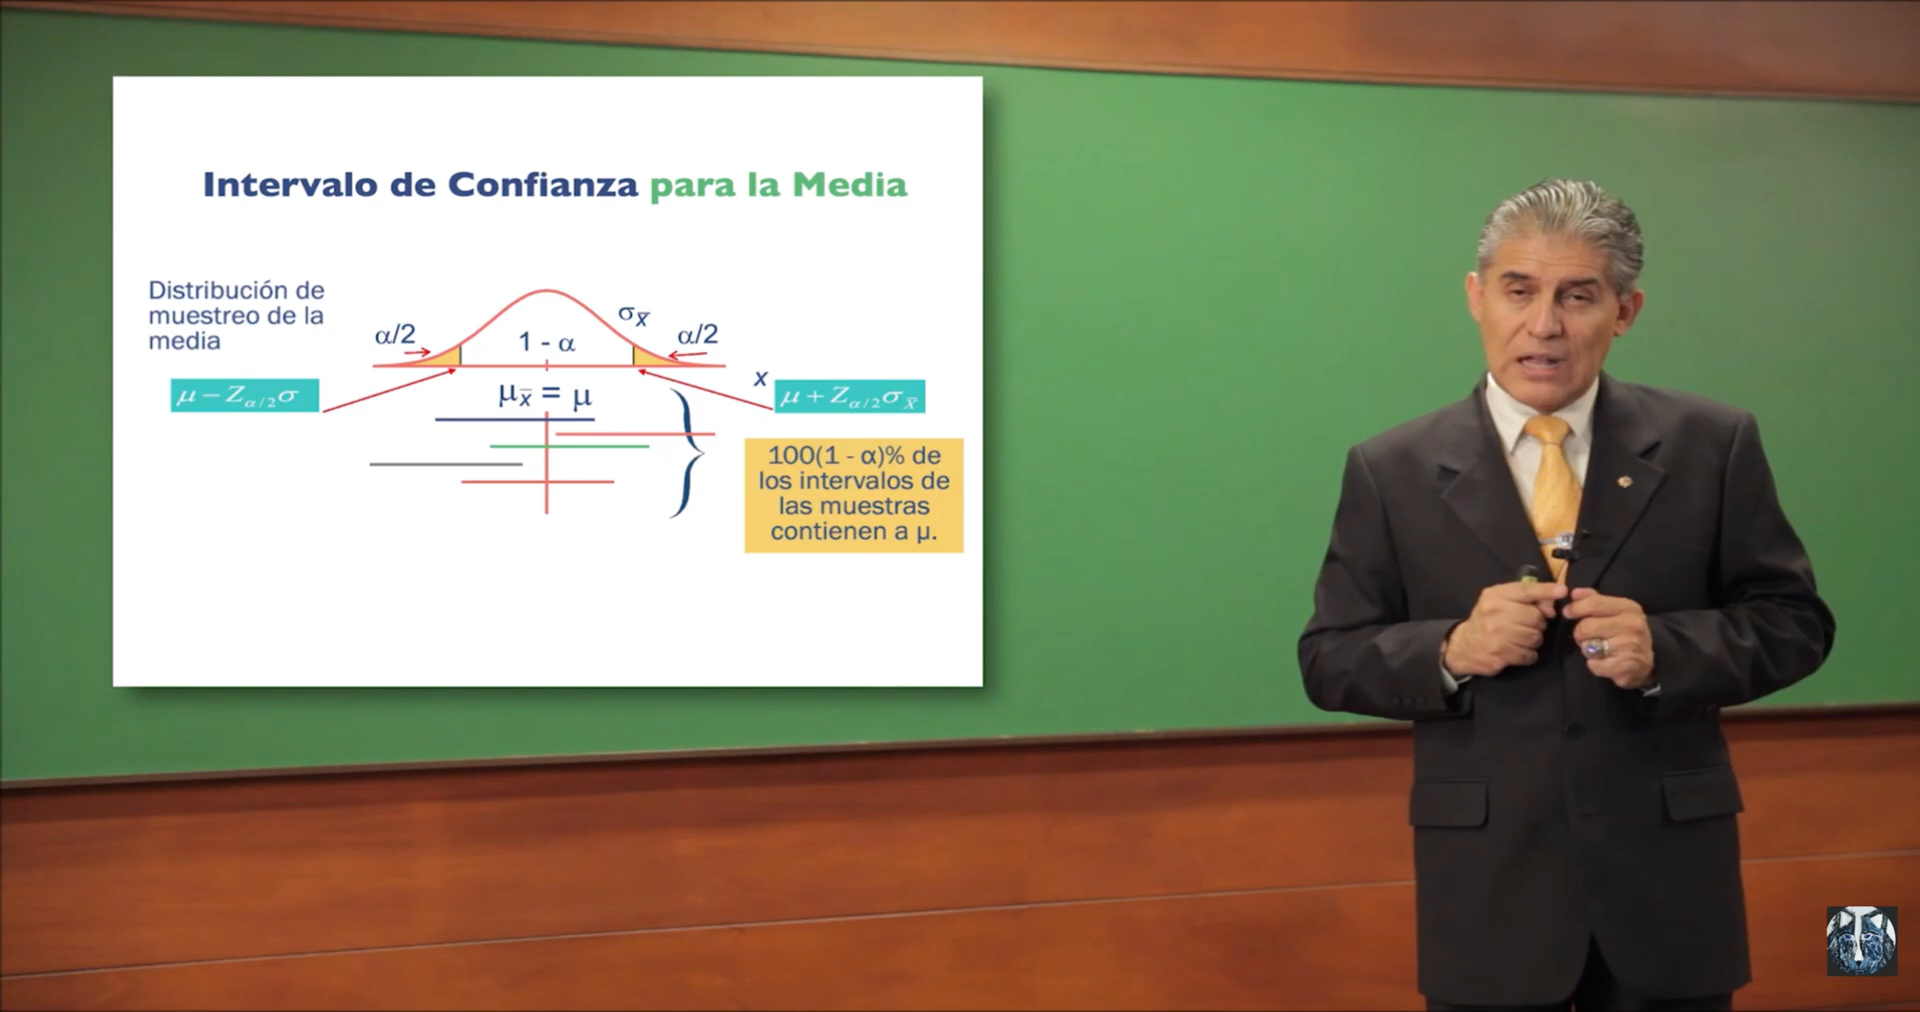 Intervalo de Confianza para la Media
Distribución de
muestreo de la
media
α/2
1 - α
σx̅
α/2
μ − Zα/2σ
μx̅ = μ
x
μ + Zα/2σx̅
100(1 - α)% de
los intervalos de
las muestras
contienen a μ.